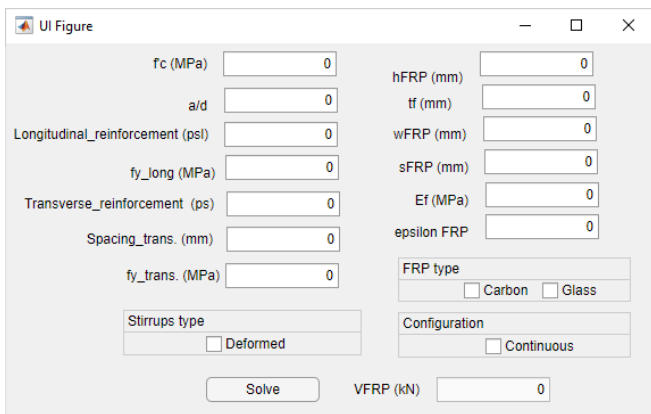 UI Figure
f'c (MPa) 0
hFRP (mm) 0
a/d 0
tf (mm) 0
Longitudinal_reinforcement (psl) 0
wFRP (mm) 0
fy_long (MPa) 0
sFRP (mm) 0
Transverse_reinforcement (ps) 0
Ef (MPa) 0
Spacing_trans. (mm) 0
epsilon FRP 0
fy_trans. (MPa) 0
FRP type
Carbon Glass
Stirrups type
Deformed
Configuration
Continuous
Solve
VFRP (kN) 0